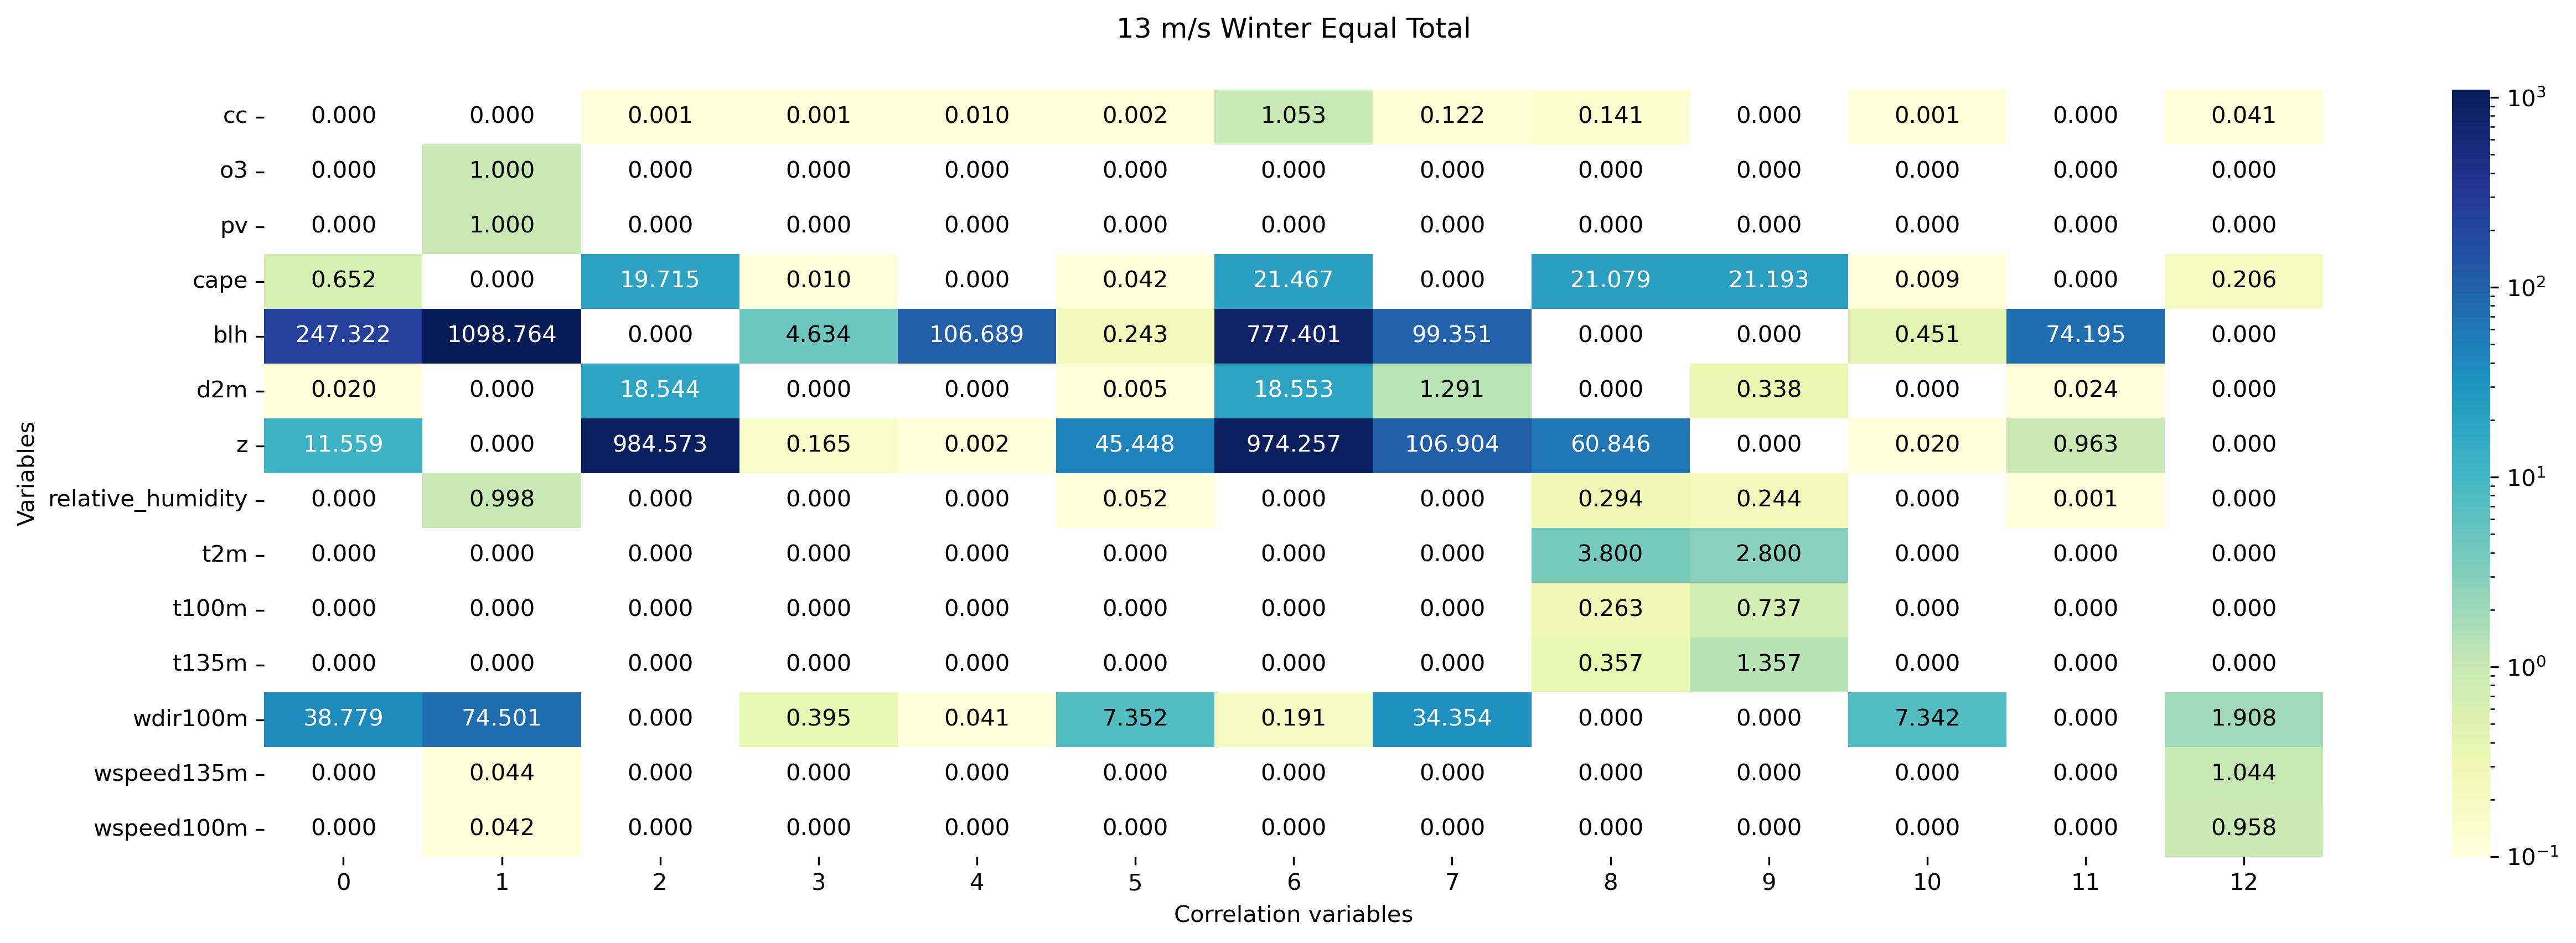 13 m/s Winter Equal Total
cc 0.000 0.000 0.001 0.001 0.010 0.002 1.053 0.122 0.141 0.000 0.001 0.000 0.041
o3 0.000 1.000 0.000 0.000 0.000 0.000 0.000 0.000 0.000 0.000 0.000 0.000 0.000
pv 0.000 1.000 0.000 0.000 0.000 0.000 0.000 0.000 0.000 0.000 0.000 0.000 0.000
cape 0.652 0.000 19.715 0.010 0.000 0.042 21.467 0.000 21.079 21.193 0.009 0.000 0.206
blh 247.322 1098.764 0.000 4.634 106.689 0.243 777.401 99.351 0.000 0.000 0.451 74.195 0.000
d2m 0.020 0.000 18.544 0.000 0.000 0.005 18.553 1.291 0.000 0.338 0.000 0.024 0.000
z 11.559 0.000 984.573 0.165 0.002 45.448 974.257 106.904 60.846 0.000 0.020 0.963 0.000
relative_humidity 0.000 0.998 0.000 0.000 0.000 0.052 0.000 0.000 0.294 0.244 0.000 0.001 0.000
t2m 0.000 0.000 0.000 0.000 0.000 0.000 0.000 0.000 3.800 2.800 0.000 0.000 0.000
t100m 0.000 0.000 0.000 0.000 0.000 0.000 0.000 0.000 0.263 0.737 0.000 0.000 0.000
t135m 0.000 0.000 0.000 0.000 0.000 0.000 0.000 0.000 0.357 1.357 0.000 0.000 0.000
wdir100m 38.779 74.501 0.000 0.395 0.041 7.352 0.191 34.354 0.000 0.000 7.342 0.000 1.908
wspeed135m 0.000 0.044 0.000 0.000 0.000 0.000 0.000 0.000 0.000 0.000 0.000 0.000 1.044
wspeed100m 0.000 0.042 0.000 0.000 0.000 0.000 0.000 0.000 0.000 0.000 0.000 0.000 0.958
0 1 2 3 4 5 6 7 8 9 10 11 12
Correlation variables
Variables
10³
10²
10¹
10⁰
10⁻¹